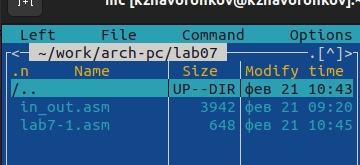 mc [kzhavoronkov@kzhavoronkov]:~
Left File Command Options
<- ~/work/arch-pc/lab07 .[^]>
.n Name Size Modify time
/.. UP--DIR фев 21 10:43
in_out.asm 3942 фев 21 09:20
lab7-1.asm 648 фев 21 10:45